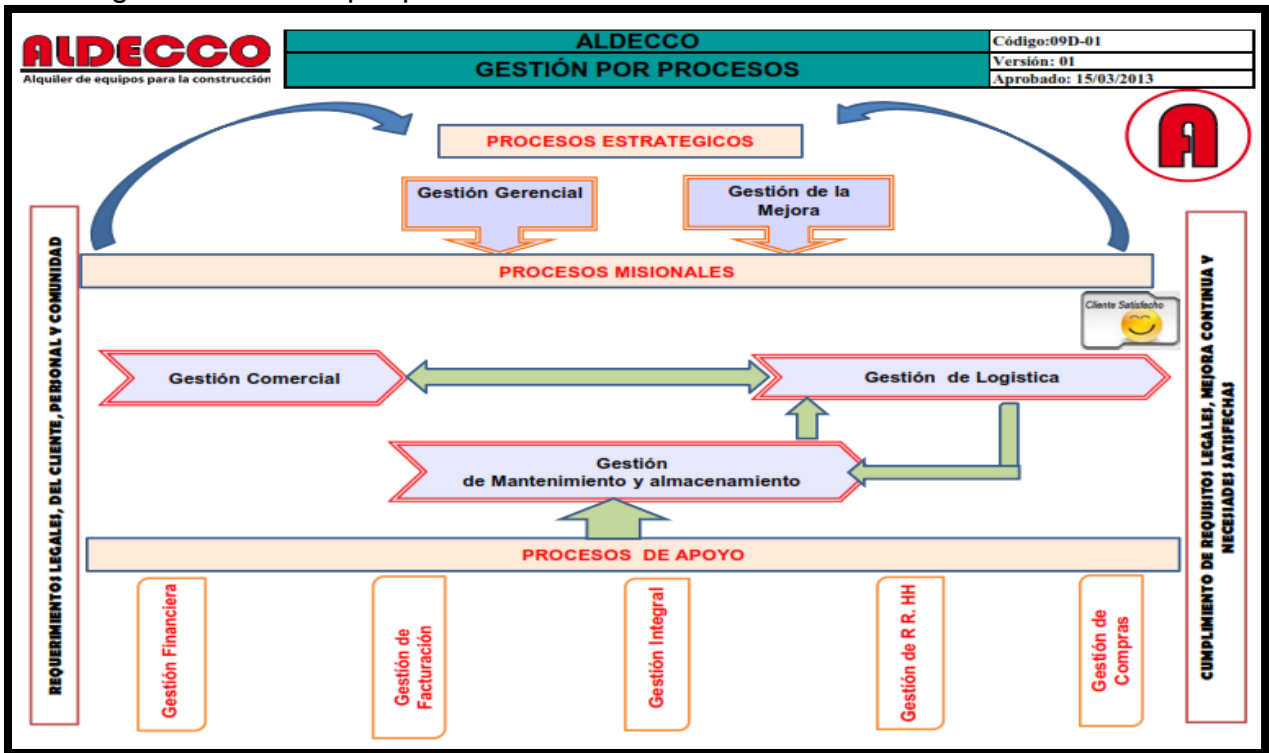 ALDECCO
Alquiler de equipos para la construcción
ALDECCO
GESTIÓN POR PROCESOS
Código:09D-01
Versión: 01
Aprobado: 15/03/2013
A
PROCESOS ESTRATEGICOS
Gestión Gerencial
Gestión de la
Mejora
PROCESOS MISIONALES
Cliente Satisfecho
Gestión Comercial
Gestión de Logistica
Gestión
de Mantenimiento y almacenamiento
PROCESOS DE APOYO
Gestión Financiera
Gestión de
Facturación
Gestión Integral
Gestión de R R. HH
Gestión de
Compras
REQUERIMIENTOS LEGALES, DEL CLIENTE, PERSONAL Y COMUNIDAD
CUMPLIMIENTO DE REQUISITOS LEGALES, MEJORA CONTINUA Y
NECESIADES SATISFECHAS